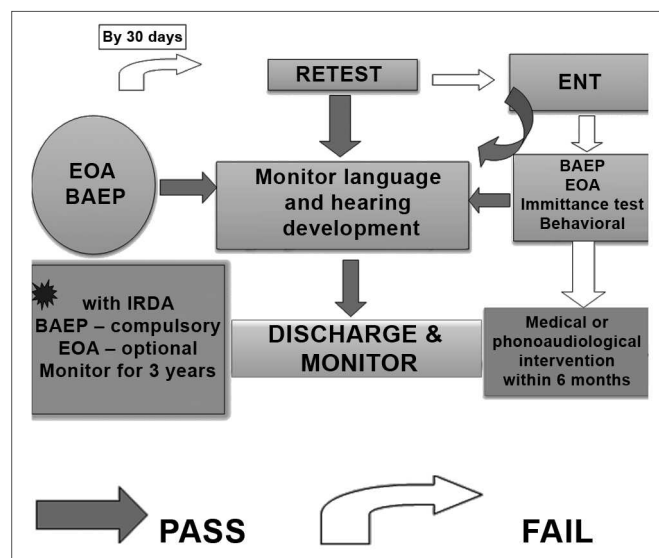 By 30 days
RETEST
ENT
EOA
BAEP
Monitor language
and hearing
development
BAEP
EOA
Immittance test
Behavioral
with IRDA
BAEP – compulsory
EOA – optional
Monitor for 3 years
DISCHARGE &
MONITOR
Medical or
phonoaudiological
intervention
within 6 months
PASS
FAIL